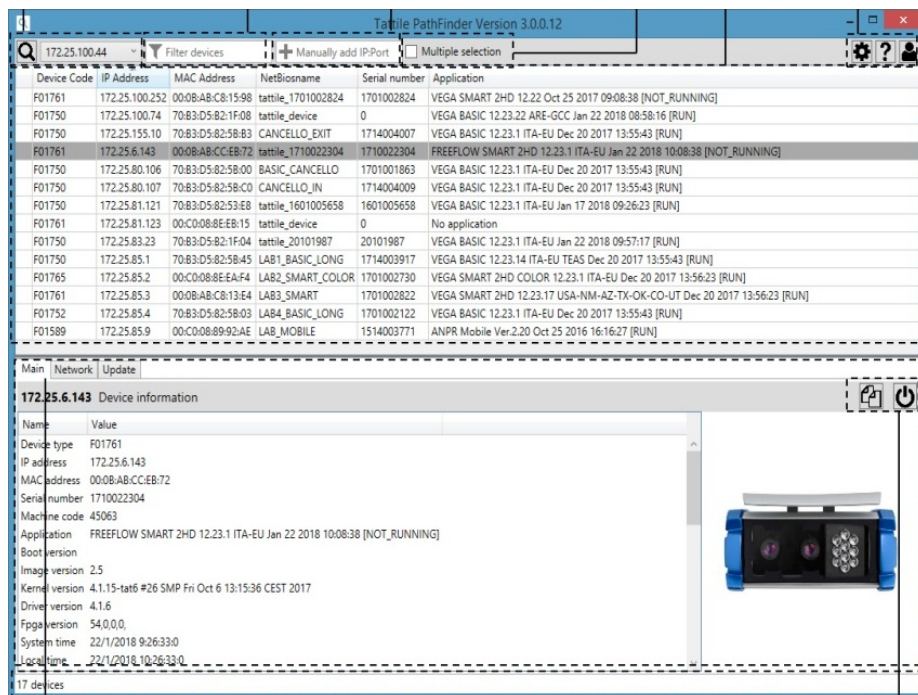 Tattile PathFinder Version 3.0.0.12
172.25.100.44 Filter devices Manually add IP:Port Multiple selection ?
Device Code IP Address MAC Address NetBiosname Serial number Application
F01761 172.25.100.252 00:0B:AB:C8:15:98 tattile_1701002824 1701002824 VEGA SMART 2HD 12.22 Oct 25 2017 09:08:38 [NOT_RUNNING]
F01750 172.25.100.74 70:B3:D5:82:1F:08 tattile_device 0 VEGA BASIC 12.23.22 ARE-GCC Jan 22 2018 08:58:16 [RUN]
F01750 172.25.155.10 70:B3:D5:82:5B:B3 CANCELLO_EXIT 1714004007 VEGA BASIC 12.23.1 ITA-EU Dec 20 2017 13:55:43 [RUN]
F01761 172.25.6.143 00:0B:AB:CC:EB:72 tattile_1710022304 1710022304 FREEFLOW SMART 2HD 12.23.1 ITA-EU Jan 22 2018 10:08:38 [NOT_RUNNING]
F01750 172.25.80.106 70:B3:D5:82:5B:00 BASIC_CANCELLO 1701001863 VEGA BASIC 12.23.1 ITA-EU Dec 20 2017 13:55:43 [RUN]
F01750 172.25.80.107 70:B3:D5:82:5B:C0 CANCELLO_IN 1714004009 VEGA BASIC 12.23.1 ITA-EU Dec 20 2017 13:55:43 [RUN]
F01750 172.25.81.121 70:B3:D5:82:53:E8 tattile_1601005658 1601005658 VEGA BASIC 12.23.1 ITA-EU Jan 17 2018 09:26:23 [RUN]
F01761 172.25.81.123 00:C0:08:8E:EB:15 tattile_device 0 No application
F01750 172.25.83.23 70:B3:D5:82:1F:04 tattile_20101987 20101987 VEGA BASIC 12.23.1 ITA-EU Jan 22 2018 09:57:17 [RUN]
F01750 172.25.85.1 70:B3:D5:82:5B:45 LAB1_BASIC_LONG 1714003917 VEGA BASIC 12.23.14 ITA-EU TEAS Dec 20 2017 13:55:43 [RUN]
F01765 172.25.85.2 00:C0:08:8E:EA:F4 LAB2_SMART_COLOR 1701002730 VEGA SMART 2HD COLOR 12.23.1 ITA-EU Dec 20 2017 13:56:23 [RUN]
F01761 172.25.85.3 00:0B:AB:C8:13:E4 LAB3_SMART 1701002822 VEGA SMART 2HD 12.23.17 USA-NM-AZ-TX-OK-CO-UT Dec 20 2017 13:56:23 [RUN]
F01752 172.25.85.4 70:B3:D5:82:5B:03 LAB4_BASIC_LONG 1701002122 VEGA BASIC 12.23.1 ITA-EU Dec 20 2017 13:55:43 [RUN]
F01589 172.25.85.9 00:C0:08:89:92:AE LAB_MOBILE 1514003771 ANPR Mobile Ver.2.20 Oct 25 2016 16:16:27 [RUN]
Main Network Update
172.25.6.143 Device information
Name Value
Device type F01761
IP address 172.25.6.143
MAC address 00:0B:AB:CC:EB:72
Serial number 1710022304
Machine code 45063
Application FREEFLOW SMART 2HD 12.23.1 ITA-EU Jan 22 2018 10:08:38 [NOT_RUNNING]
Boot version
Image version 2.5
Kernel version 4.1.15-tat6 #26 SMP Fri Oct 6 13:15:36 CEST 2017
Driver version 4.1.6
Fpga version 54,0,0,0,
System time 22/1/2018 9:26:33:0
Local time 22/1/2018 10:26:33:0
17 devices